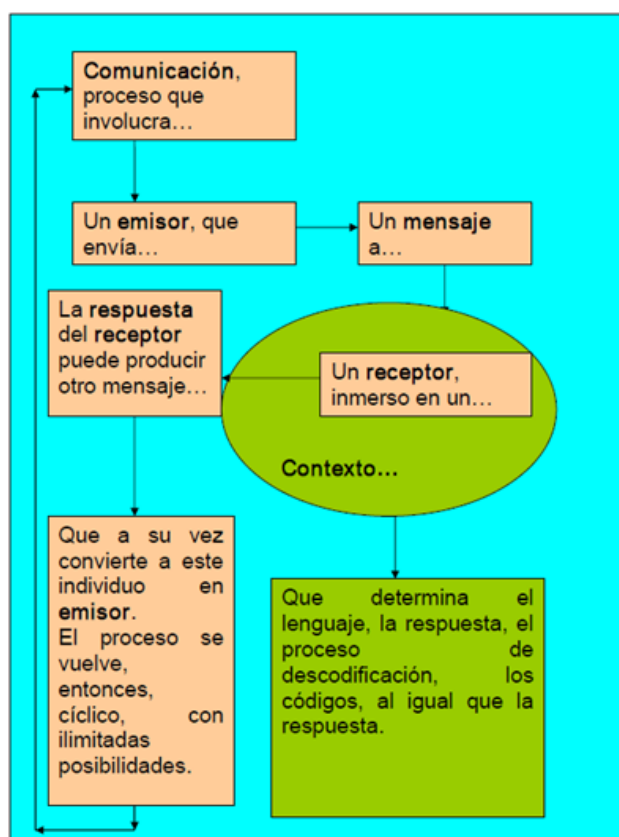 Comunicación,
proceso que
involucra…
Un emisor, que
envía…
Un mensaje
a…
La respuesta
del receptor
puede producir
otro mensaje…
Un receptor,
inmerso en un…
Contexto…
Que a su vez
convierte a este
individuo en
emisor.
El proceso se
vuelve,
entonces,
cíclico, con
ilimitadas
posibilidades.
Que determina el
lenguaje, la respuesta, el
proceso de
descodificación, los
códigos, al igual que la
respuesta.